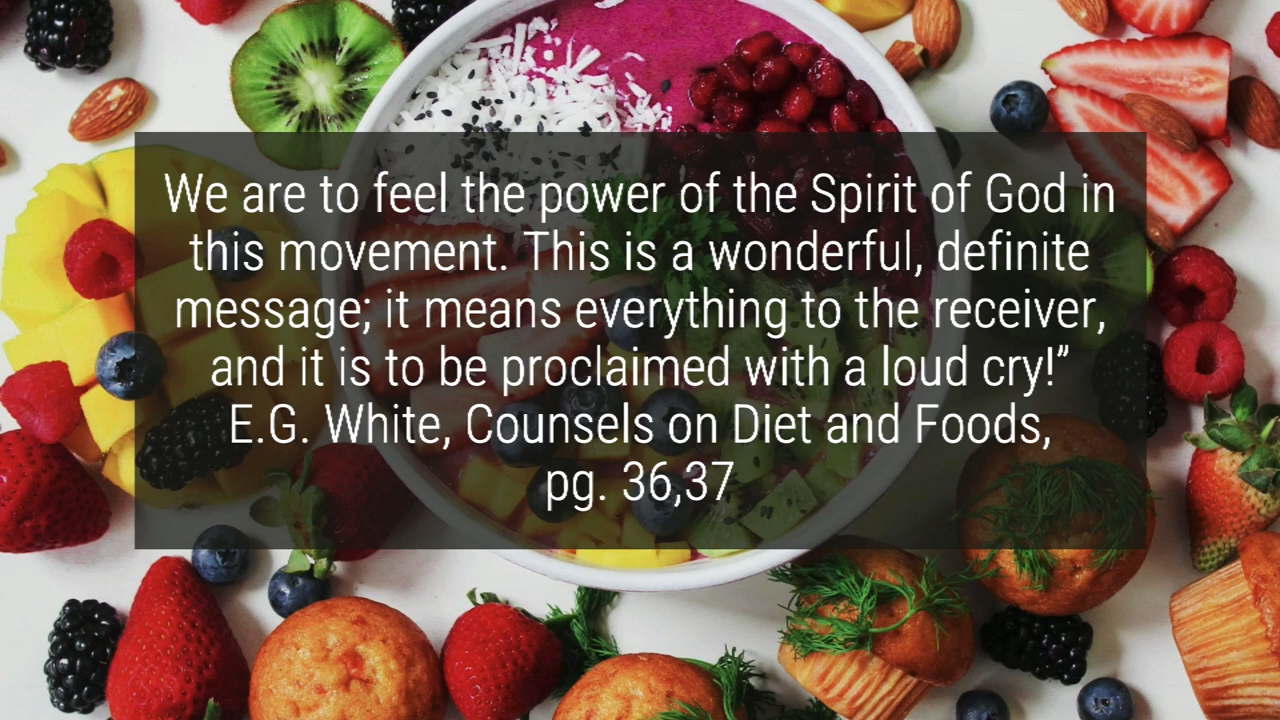 We are to feel the power of the Spirit of God in
this movement. This is a wonderful, definite
message; it means everything to the receiver,
and it is to be proclaimed with a loud cry!”
E.G. White, Counsels on Diet and Foods,
pg. 36,37